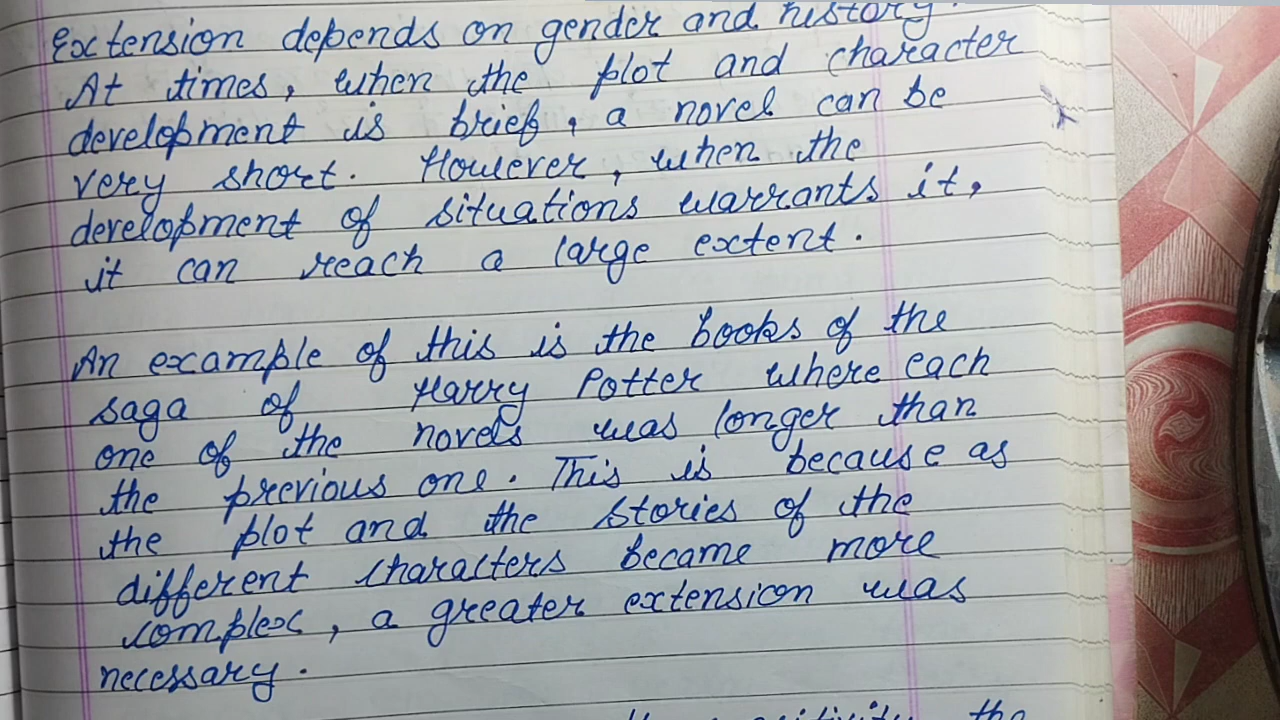 Extension depends on gender and history.
At times, when the plot and character
development is brief, a novel can be
very short. However, when the
development of situations warrants it,
it can reach a large extent.
An example of this is the books of the
saga of Harry Potter where each
one of the novels was longer than
the previous one. This is because as
the plot and the stories of the
different characters became more
complex, a greater extension was
necessary.
the